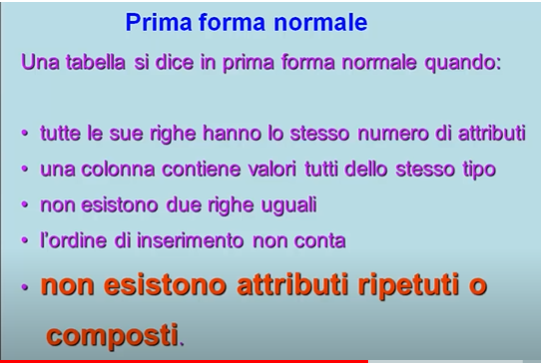 Prima forma normale
Una tabella si dice in prima forma normale quando:
• tutte le sue righe hanno lo stesso numero di attributi
• una colonna contiene valori tutti dello stesso tipo
• non esistono due righe uguali
• l'ordine di inserimento non conta
• non esistono attributi ripetuti o
composti.